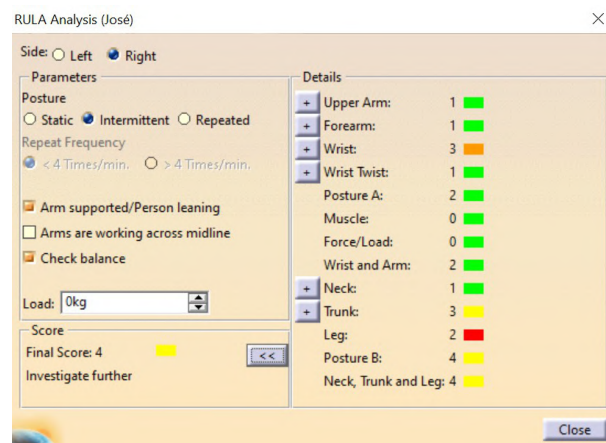 RULA Analysis (José)
Side: Left Right
Parameters
Posture
Static Intermittent Repeated
Repeat Frequency
< 4 Times/min. > 4 Times/min.
Arm supported/Person leaning
Arms are working across midline
Check balance
Load: 0kg
Score
Final Score: 4
<<
Investigate further
Details
+ Upper Arm: 1
+ Forearm: 1
+ Wrist: 3
+ Wrist Twist: 1
Posture A: 2
Muscle: 0
Force/Load: 0
Wrist and Arm: 2
+ Neck: 1
+ Trunk: 3
Leg: 2
Posture B: 4
Neck, Trunk and Leg: 4
Close